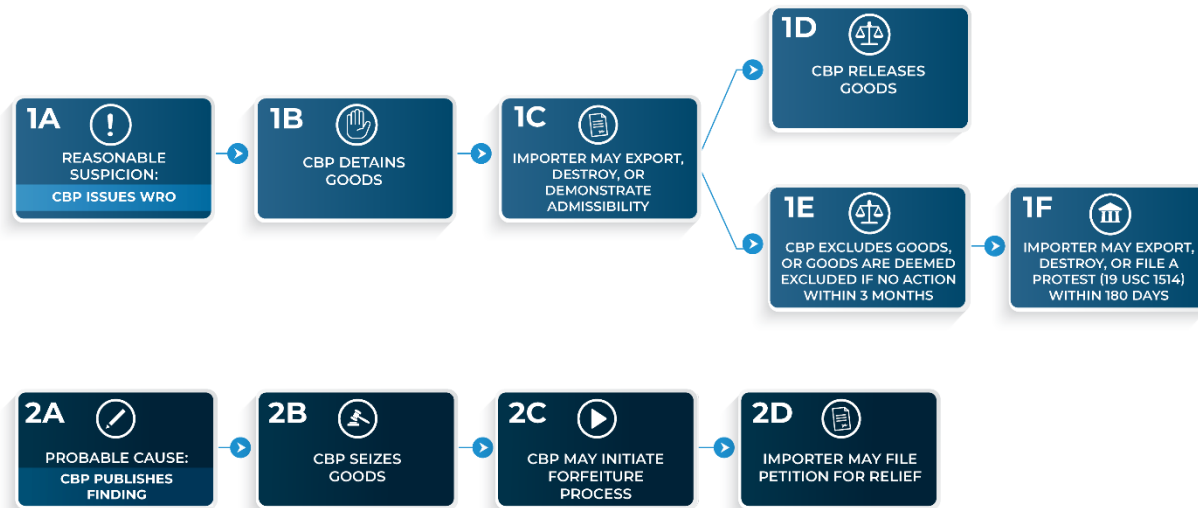 1A
REASONABLE
SUSPICION:
CBP ISSUES WRO
1B
CBP DETAINS
GOODS
1C
IMPORTER MAY EXPORT,
DESTROY, OR
DEMONSTRATE
ADMISSIBILITY
1D
CBP RELEASES
GOODS
1E
CBP EXCLUDES GOODS,
OR GOODS ARE DEEMED
EXCLUDED IF NO ACTION
WITHIN 3 MONTHS
1F
IMPORTER MAY EXPORT,
DESTROY, OR FILE A
PROTEST (19 USC 1514)
WITHIN 180 DAYS
2A
PROBABLE CAUSE:
CBP PUBLISHES
FINDING
2B
CBP SEIZES
GOODS
2C
CBP MAY INITIATE
FORFEITURE
PROCESS
2D
IMPORTER MAY FILE
PETITION FOR RELIEF